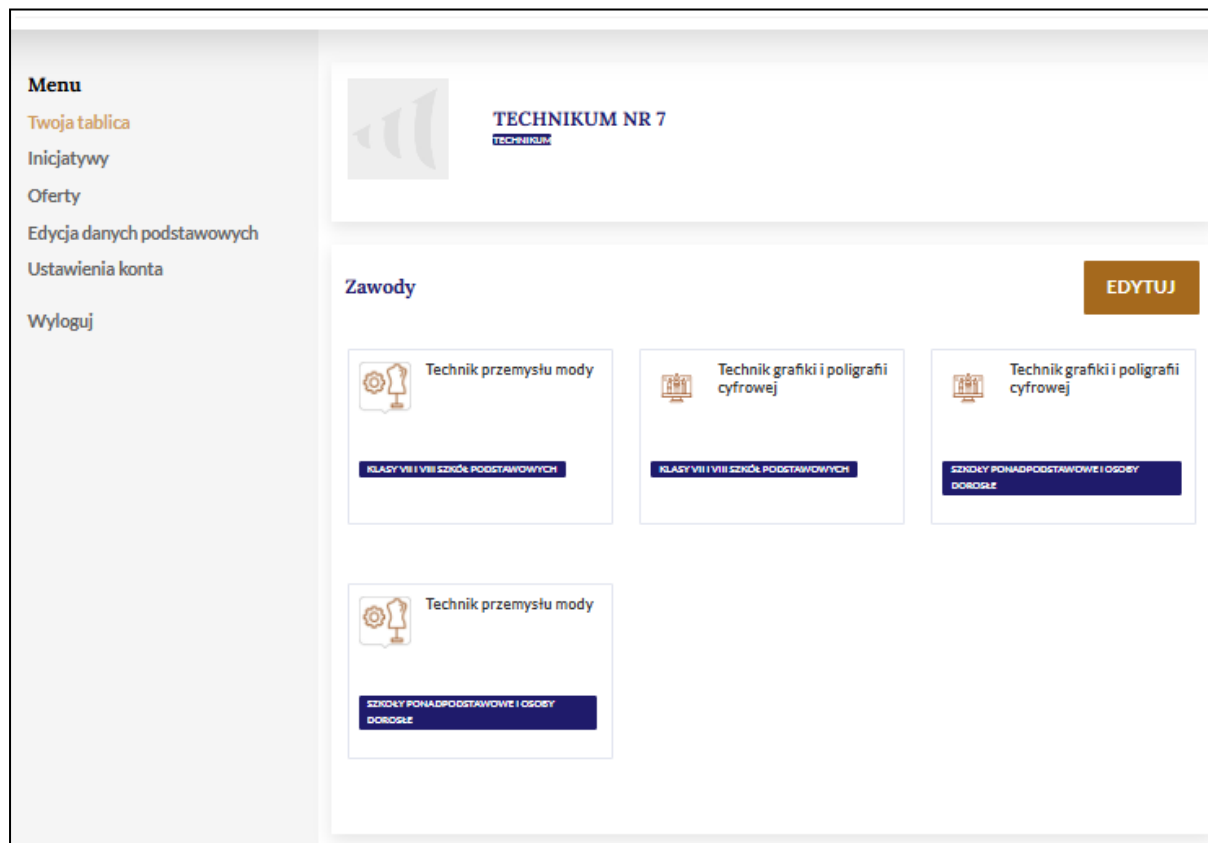 Menu
Twoja tablica
Inicjatywy
Oferty
Edycja danych podstawowych
Ustawienia konta
Wyloguj
TECHNIKUM NR 7
TECHNIKUM
Zawody
EDYTUJ
Technik przemysłu mody
KLASY VII I VIII SZKÓŁ PODSTAWOWYCH
Technik grafiki i poligrafii
cyfrowej
KLASY VII I VIII SZKÓŁ PODSTAWOWYCH
Technik grafiki i poligrafii
cyfrowej
SZKOŁY PONADPODSTAWOWE I OSOBY
DOROSŁE
Technik przemysłu mody
SZKOŁY PONADPODSTAWOWE I OSOBY
DOROSŁE